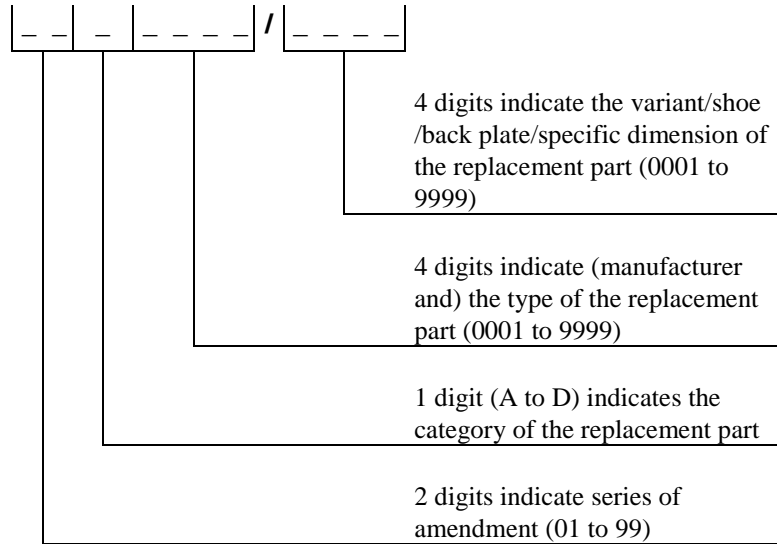 _ _ _ _ _ _ _ / _ _ _ _
4 digits indicate the variant/shoe
/back plate/specific dimension of
the replacement part (0001 to
9999)
4 digits indicate (manufacturer
and) the type of the replacement
part (0001 to 9999)
1 digit (A to D) indicates the
category of the replacement part
2 digits indicate series of
amendment (01 to 99)